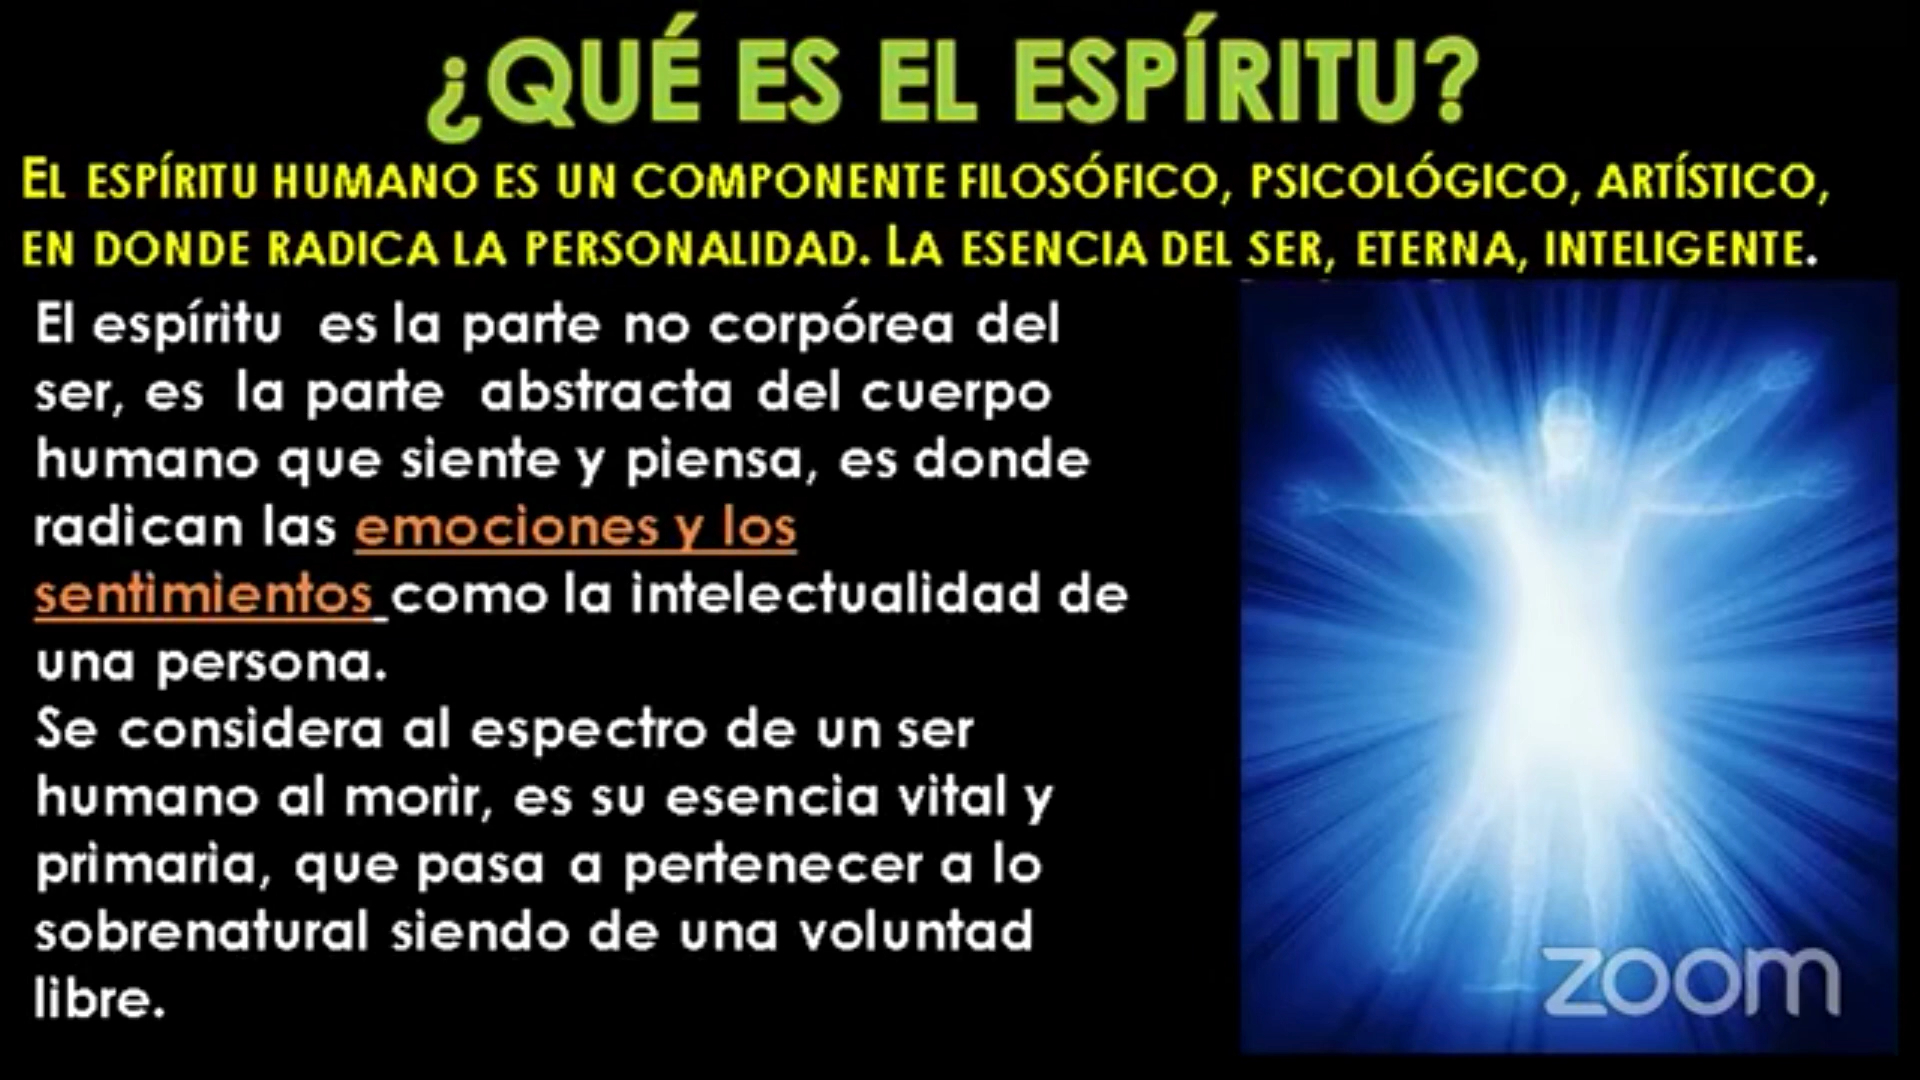 ¿QUÉ ES EL ESPÍRITU?
EL ESPÍRITU HUMANO ES UN COMPONENTE FILOSÓFICO, PSICOLÓGICO, ARTÍSTICO,
EN DONDE RADICA LA PERSONALIDAD. LA ESENCIA DEL SER, ETERNA, INTELIGENTE.
El espíritu es la parte no corpórea del
ser, es la parte abstracta del cuerpo
humano que siente y piensa, es donde
radican las emociones y los
sentimientos como la intelectualidad de
una persona.
Se considera al espectro de un ser
humano al morir, es su esencia vital y
primaria, que pasa a pertenecer a lo
sobrenatural siendo de una voluntad
libre.
zoom